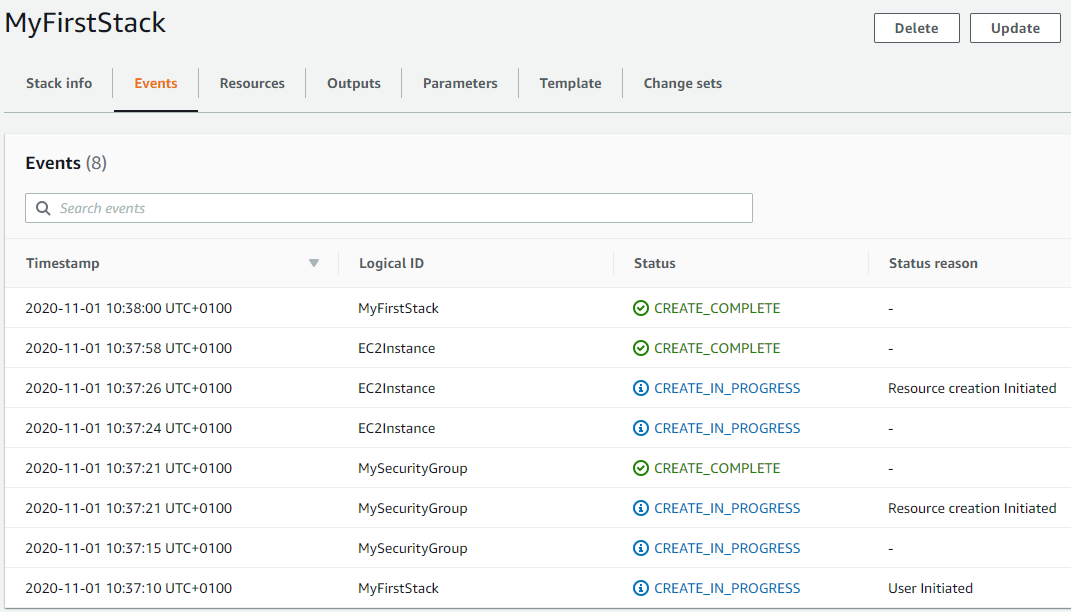 MyFirstStack
Delete Update
Stack info Events Resources Outputs Parameters Template Change sets
Events (8)
Search events
Timestamp Logical ID Status Status reason
2020-11-01 10:38:00 UTC+0100 MyFirstStack CREATE_COMPLETE -
2020-11-01 10:37:58 UTC+0100 EC2Instance CREATE_COMPLETE -
2020-11-01 10:37:26 UTC+0100 EC2Instance CREATE_IN_PROGRESS Resource creation Initiated
2020-11-01 10:37:24 UTC+0100 EC2Instance CREATE_IN_PROGRESS -
2020-11-01 10:37:21 UTC+0100 MySecurityGroup CREATE_COMPLETE -
2020-11-01 10:37:21 UTC+0100 MySecurityGroup CREATE_IN_PROGRESS Resource creation Initiated
2020-11-01 10:37:15 UTC+0100 MySecurityGroup CREATE_IN_PROGRESS -
2020-11-01 10:37:10 UTC+0100 MyFirstStack CREATE_IN_PROGRESS User Initiated